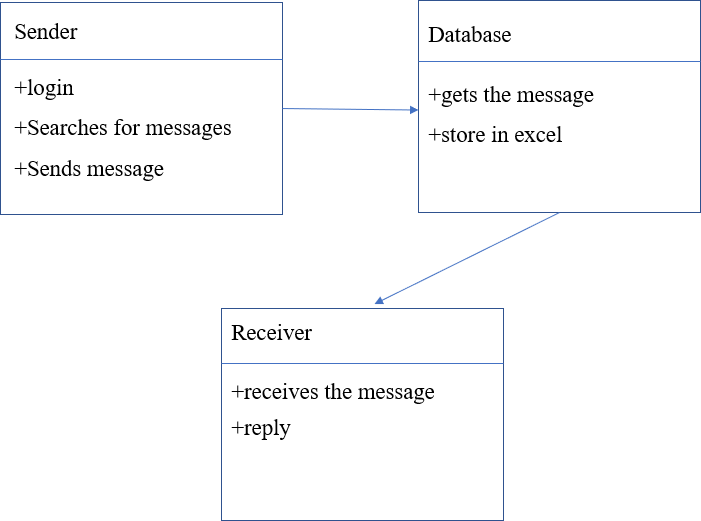 Sender
+login
+Searches for messages
+Sends message
Database
+gets the message
+store in excel
Receiver
+receives the message
+reply